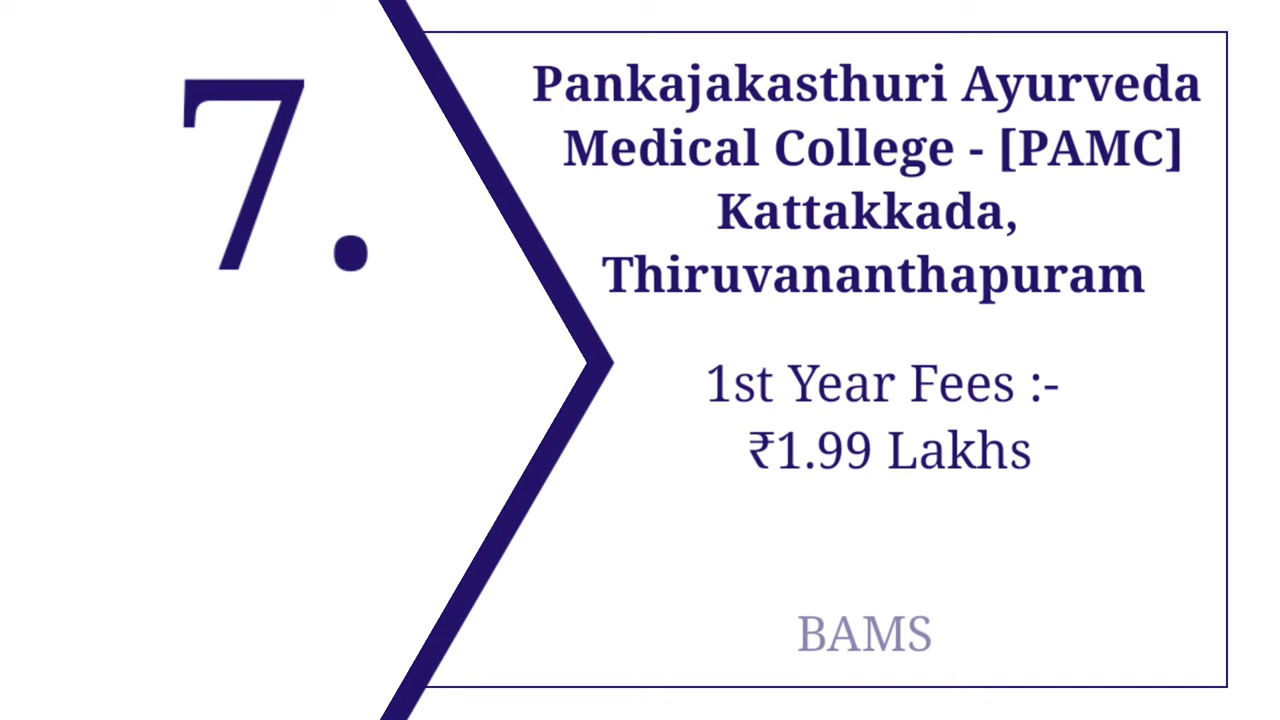 7.
Pankajakasthuri Ayurveda
Medical College - [PAMC]
Kattakkada,
Thiruvananthapuram
1st Year Fees :-
₹1.99 Lakhs
BAMS